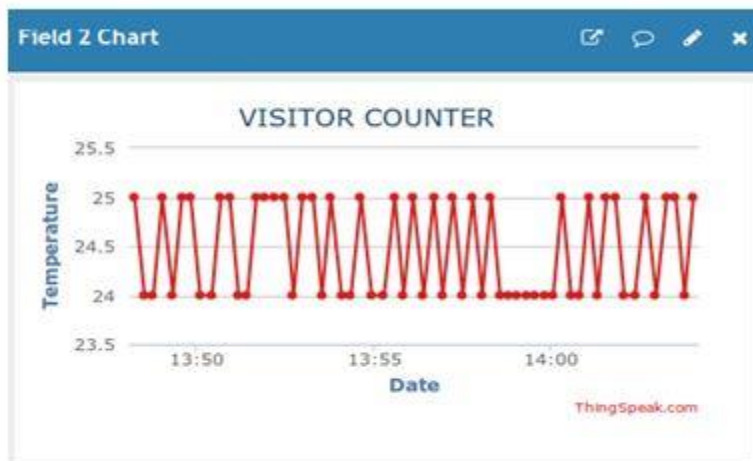 Field 2 Chart
VISITOR COUNTER
25.5
25
24.5
24
23.5
Temperature
13:50 13:55 14:00
Date
ThingSpeak.com